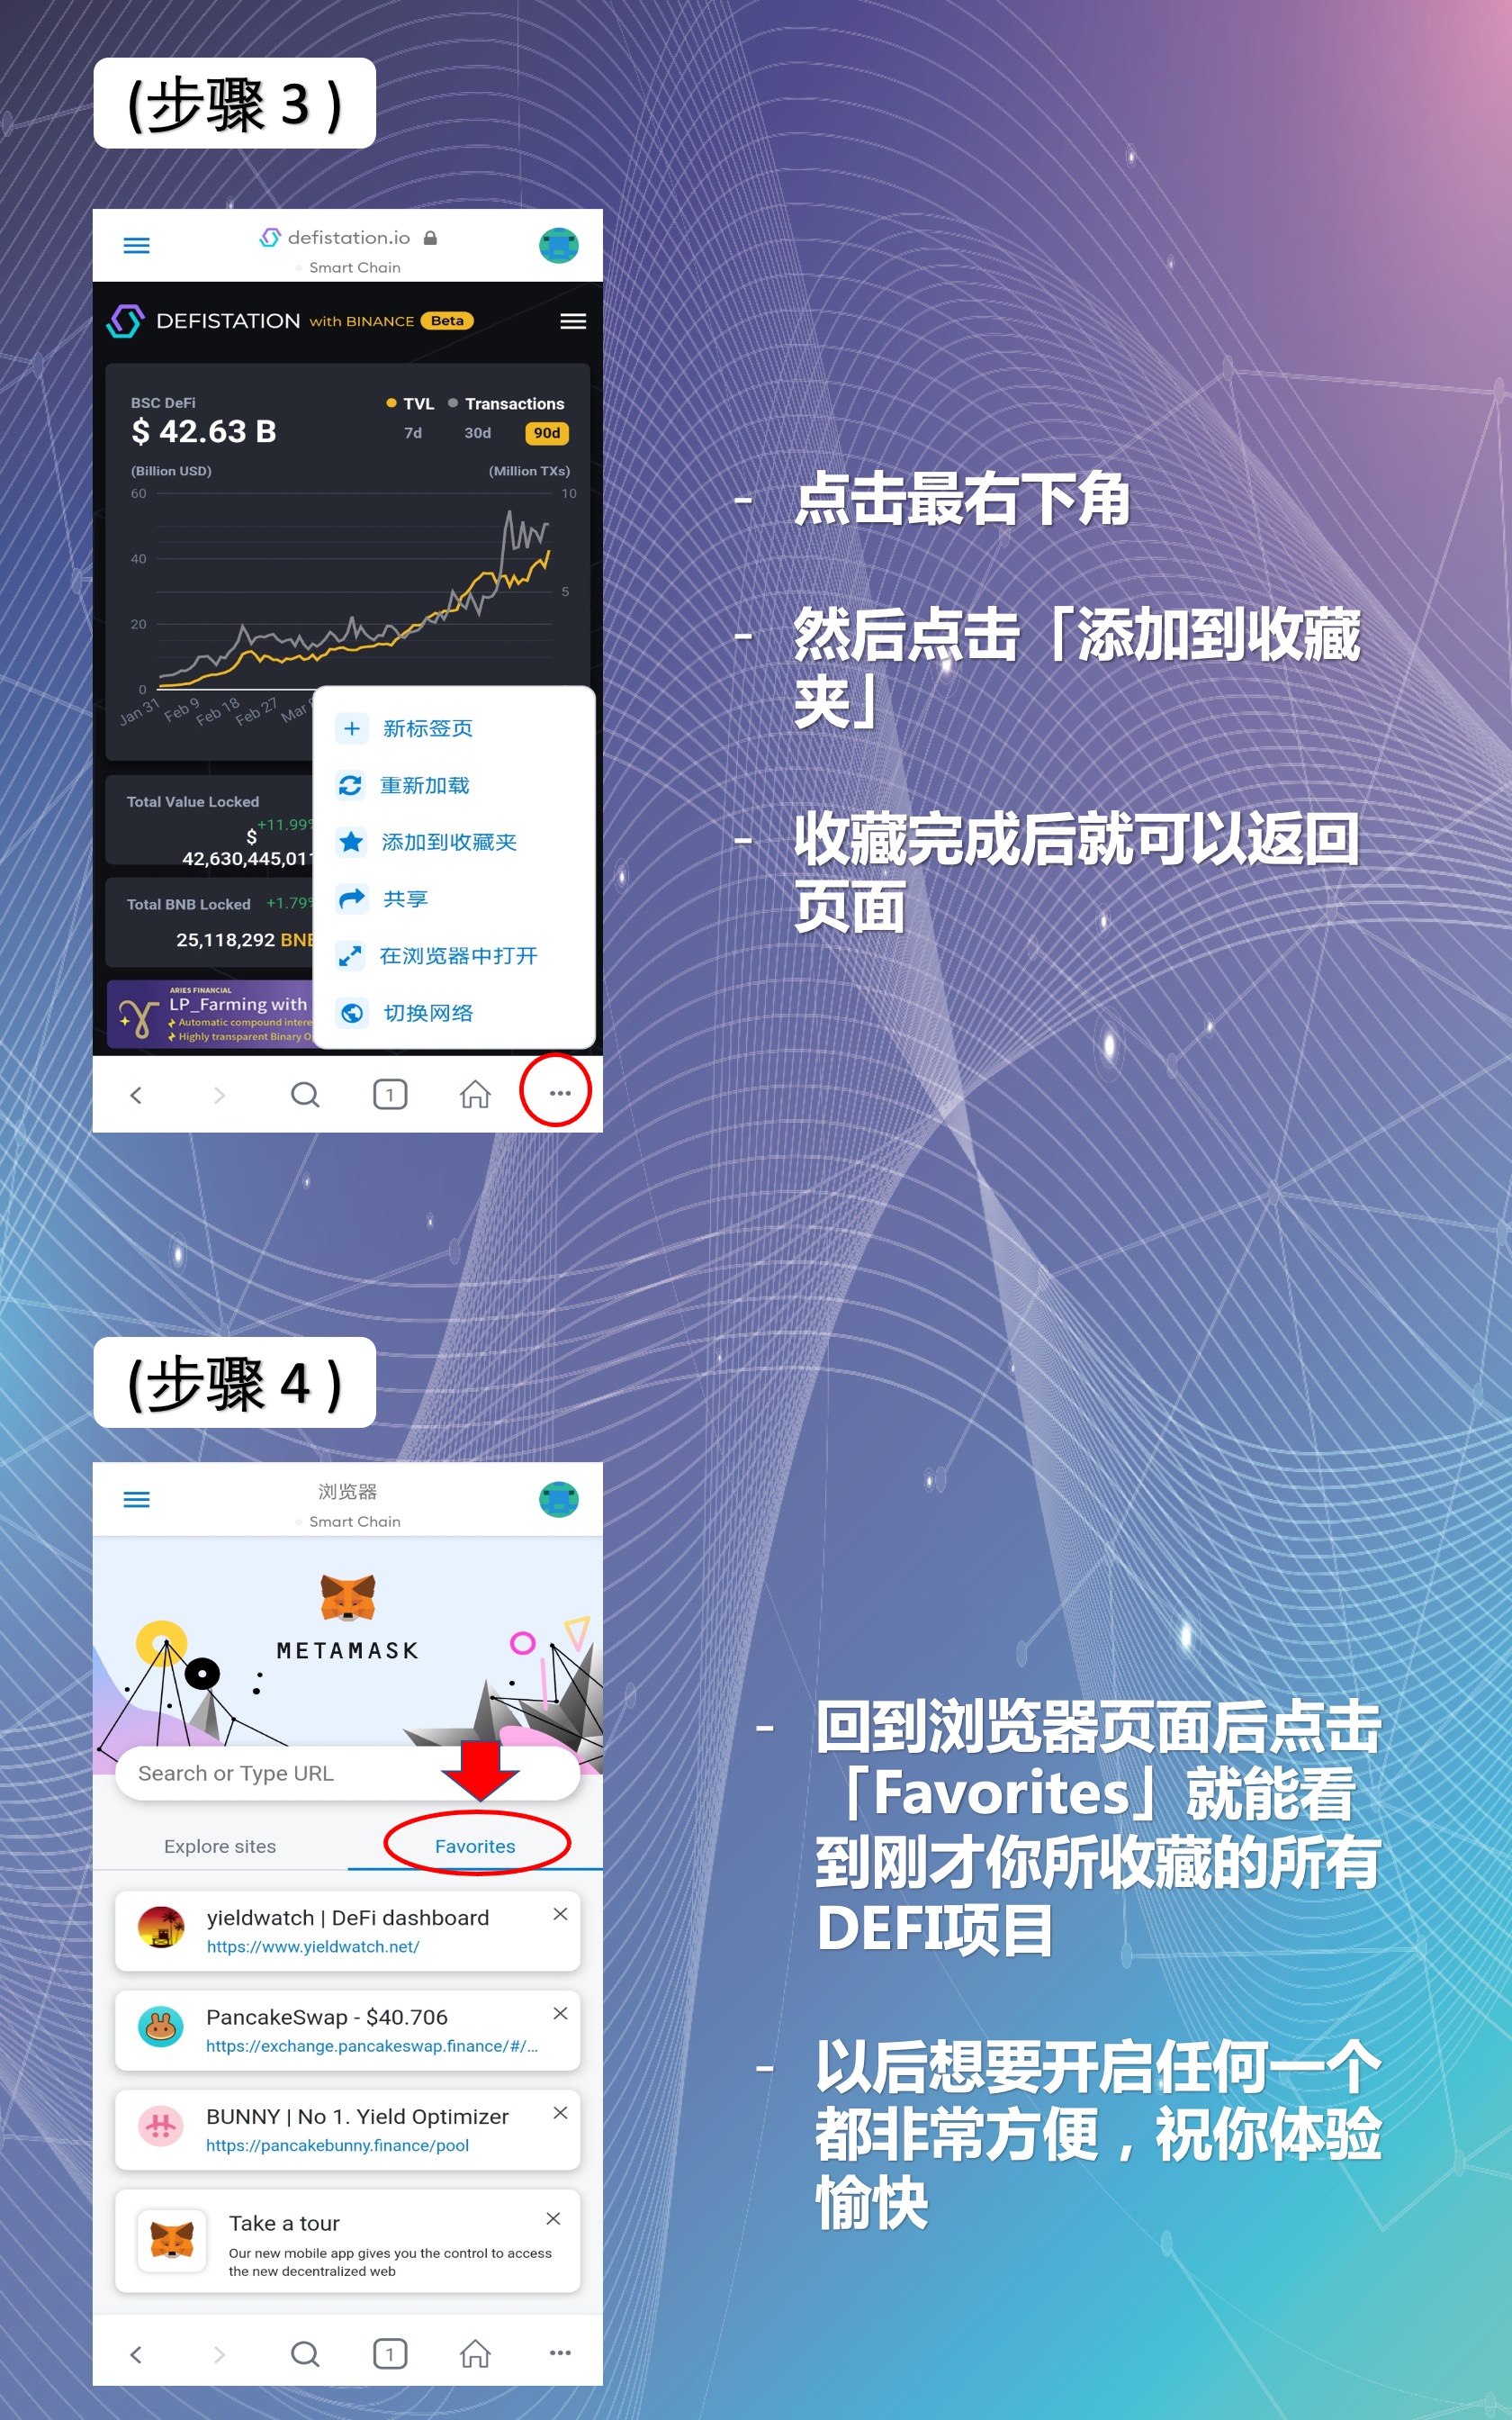 (步骤 3 )
defistation.io
Smart Chain
DEFISTATION with BINANCE Beta
BSC DeFi
TVL Transactions
$ 42.63 B
7d 30d 90d
(Billion USD) (Million TXs)
60 10
40
5
20
0
Jan 31 Feb 9 Feb 18 Feb 27 Mar
新标签页
重新加载
添加到收藏夹
共享
在浏览器中打开
切换网络
Total Value Locked
+11.99%
$
42,630,445,011
Total BNB Locked +1.79%
25,118,292 BNB
ARIES FINANCIAL
LP_Farming with
Automatic compound intere
Highly transparent Binary O
1
- 点击最右下角
- 然后点击「添加到收藏
夹」
- 收藏完成后就可以返回
页面
(步骤 4 )
浏览器
Smart Chain
METAMASK
Search or Type URL
Explore sites Favorites
yieldwatch | DeFi dashboard
https://www.yieldwatch.net/
PancakeSwap - $40.706
https://exchange.pancakeswap.finance/#/...
BUNNY | No 1. Yield Optimizer
https://pancakebunny.finance/pool
Take a tour
Our new mobile app gives you the control to access
the new decentralized web
1
- 回到浏览器页面后点击
「Favorites」就能看
到刚才你所收藏的所有
DEFI项目
- 以后想要开启任何一个
都非常方便，祝你体验
愉快